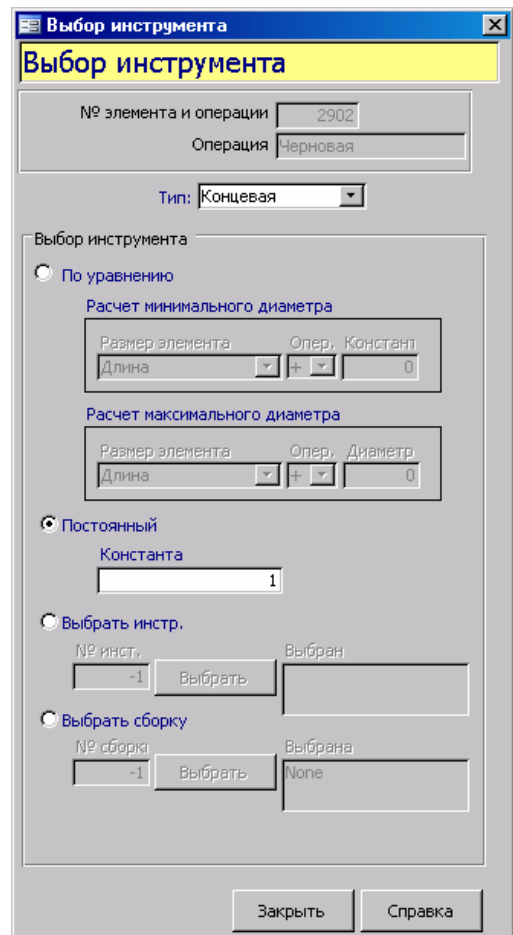 Выбор инструмента
Выбор инструмента
№ элемента и операции 2902
Операция Черновая
Тип: Концевая
Выбор инструмента
По уравнению
Расчет минимального диаметра
Размер элемента Опер. Констант
Длина + 0
Расчет максимального диаметра
Размер элемента Опер. Диаметр
Длина + 0
Постоянный
Константа
1
Выбрать инстр.
№ инст. Выбран
-1 Выбрать
Выбрать сборку
№ сборкі Выбрана
-1 Выбрать None
Закрыть Справка